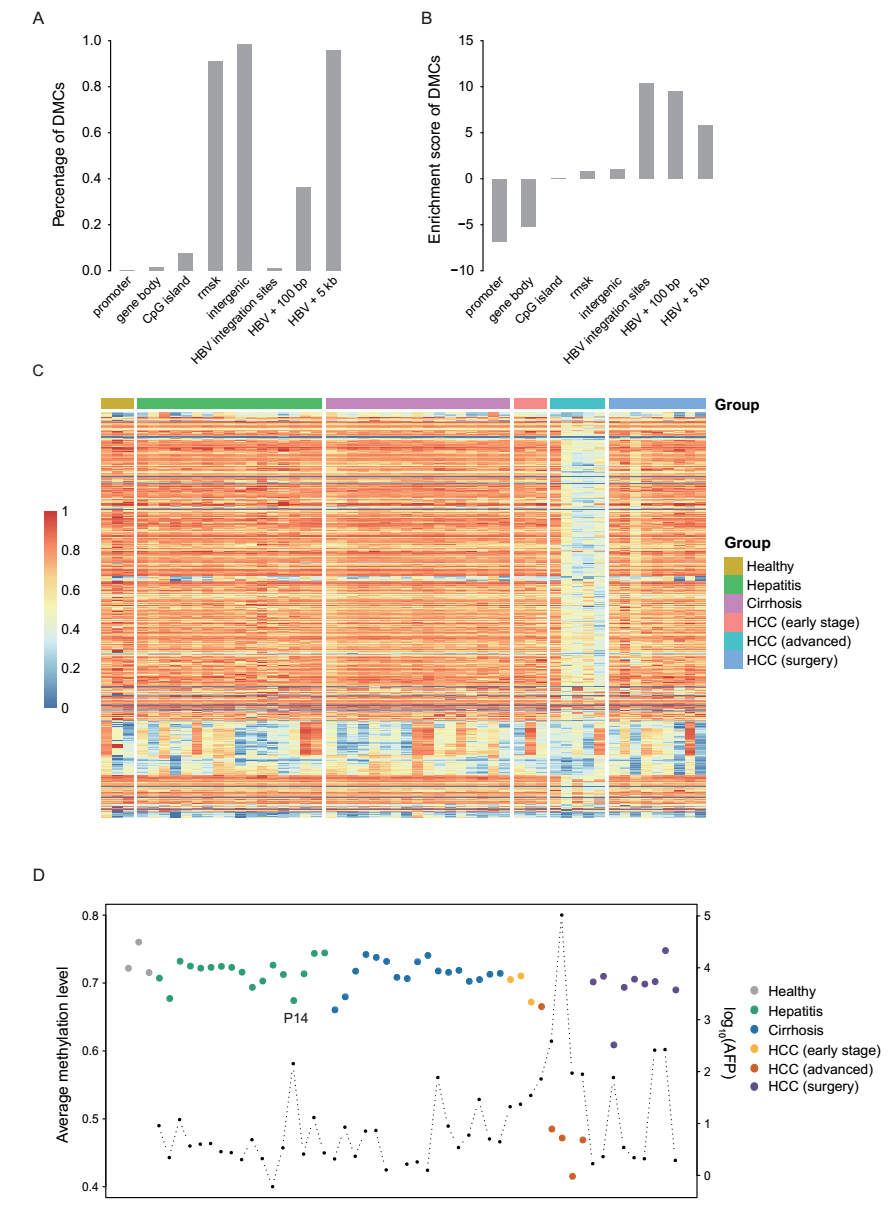 A
B
Percentage of DMCs
1.0
0.8
0.6
0.4
0.2
0.0
promoter
gene body
CpG island
rmsk
intergenic
HBV integration sites
HBV + 100 bp
HBV + 5 kb
Enrichment score of DMCs
15
10
5
0
−5
−10
promoter
gene body
CpG island
rmsk
intergenic
HBV integration sites
HBV + 100 bp
HBV + 5 kb
C
Group
1
0.8
0.6
0.4
0.2
0
Group
Healthy
Hepatitis
Cirrhosis
HCC (early stage)
HCC (advanced)
HCC (surgery)
D
Average methylation level
0.8
0.7
0.6
0.5
0.4
P14
5
4
3
2
1
0
log10(AFP)
Healthy
Hepatitis
Cirrhosis
HCC (early stage)
HCC (advanced)
HCC (surgery)